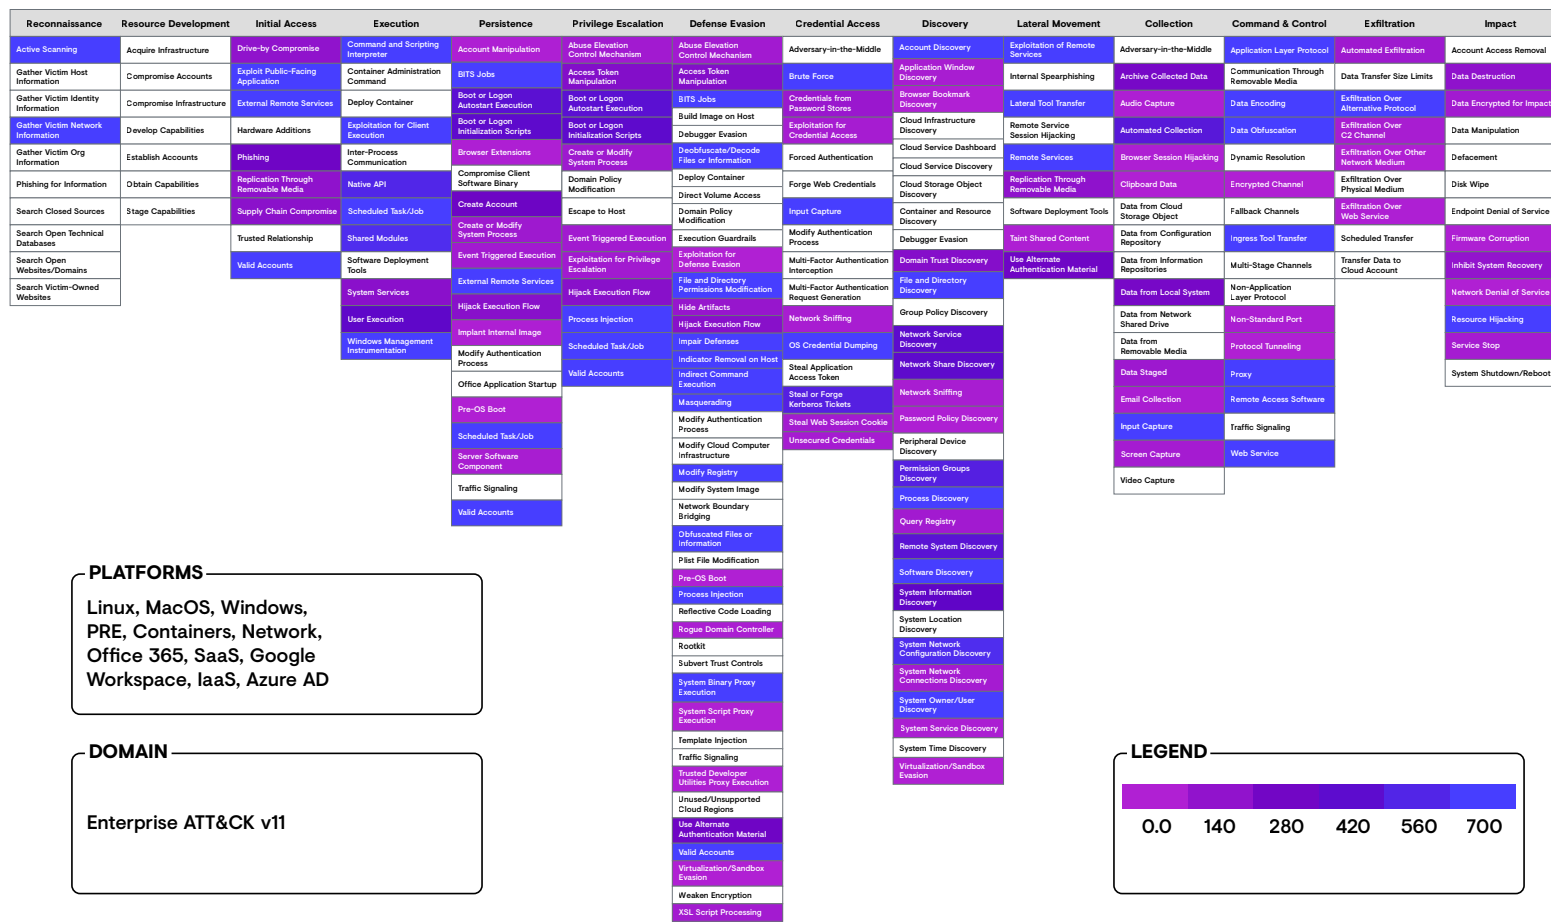 Reconnaissance
Active Scanning
Gather Victim Host
Information
Gather Victim Identity
Information
Gather Victim Network
Information
Gather Victim Org
Information
Phishing for Information
Search Closed Sources
Search Open Technical
Databases
Search Open
Websites/Domains
Search Victim-Owned
Websites
Resource Development
Acquire Infrastructure
Compromise Accounts
Compromise Infrastructure
Develop Capabilities
Establish Accounts
Obtain Capabilities
Stage Capabilities
Initial Access
Drive-by Compromise
Exploit Public-Facing
Application
External Remote Services
Hardware Additions
Phishing
Replication Through
Removable Media
Supply Chain Compromise
Trusted Relationship
Valid Accounts
Execution
Command and Scripting
Interpreter
Container Administration
Command
Deploy Container
Exploitation for Client
Execution
Inter-Process
Communication
Native API
Scheduled Task/Job
Shared Modules
Software Deployment
Tools
System Services
User Execution
Windows Management
Instrumentation
Persistence
Account Manipulation
BITS Jobs
Boot or Logon
Autostart Execution
Boot or Logon
Initialization Scripts
Browser Extensions
Compromise Client
Software Binary
Create Account
Create or Modify
System Process
Event Triggered Execution
External Remote Services
Hijack Execution Flow
Implant Internal Image
Modify Authentication
Process
Office Application Startup
Pre-OS Boot
Scheduled Task/Job
Server Software
Component
Traffic Signaling
Valid Accounts
Privilege Escalation
Abuse Elevation
Control Mechanism
Access Token
Manipulation
Boot or Logon
Autostart Execution
Boot or Logon
Initialization Scripts
Create or Modify
System Process
Domain Policy
Modification
Escape to Host
Event Triggered Execution
Exploitation for Privilege
Escalation
Hijack Execution Flow
Process Injection
Scheduled Task/Job
Valid Accounts
Defense Evasion
Abuse Elevation
Control Mechanism
Access Token
Manipulation
BITS Jobs
Build Image on Host
Debugger Evasion
Deobfuscate/Decode
Files or Information
Deploy Container
Direct Volume Access
Domain Policy
Modification
Execution Guardrails
Exploitation for
Defense Evasion
File and Directory
Permissions Modification
Hide Artifacts
Hijack Execution Flow
Impair Defenses
Indicator Removal on Host
Indirect Command
Execution
Masquerading
Modify Authentication
Process
Modify Cloud Computer
Infrastructure
Modify Registry
Modify System Image
Network Boundary
Bridging
Obfuscated Files or
Information
Plist File Modification
Pre-OS Boot
Process Injection
Reflective Code Loading
Rogue Domain Controller
Rootkit
Subvert Trust Controls
System Binary Proxy
Execution
System Script Proxy
Execution
Template Injection
Traffic Signaling
Trusted Developer
Utilities Proxy Execution
Unused/Unsupported
Cloud Regions
Use Alternate
Authentication Material
Valid Accounts
Virtualization/Sandbox
Evasion
Weaken Encryption
XSL Script Processing
Credential Access
Adversary-in-the-Middle
Brute Force
Credentials from
Password Stores
Exploitation for
Credential Access
Forced Authentication
Forge Web Credentials
Input Capture
Modify Authentication
Process
Multi-Factor Authentication
Interception
Multi-Factor Authentication
Request Generation
Network Sniffing
OS Credential Dumping
Steal Application
Access Token
Steal or Forge
Kerberos Tickets
Steal Web Session Cookie
Unsecured Credentials
Discovery
Account Discovery
Application Window
Discovery
Browser Bookmark
Discovery
Cloud Infrastructure
Discovery
Cloud Service Dashboard
Cloud Service Discovery
Cloud Storage Object
Discovery
Container and Resource
Discovery
Debugger Evasion
Domain Trust Discovery
File and Directory
Discovery
Group Policy Discovery
Network Service
Discovery
Network Share Discovery
Network Sniffing
Password Policy Discovery
Peripheral Device
Discovery
Permission Groups
Discovery
Process Discovery
Query Registry
Remote System Discovery
Software Discovery
System Information
Discovery
System Location
Discovery
System Network
Configuration Discovery
System Network
Connections Discovery
System Owner/User
Discovery
System Service Discovery
System Time Discovery
Virtualization/Sandbox
Evasion
Lateral Movement
Exploitation of Remote
Services
Internal Spearphishing
Lateral Tool Transfer
Remote Service
Session Hijacking
Remote Services
Replication Through
Removable Media
Software Deployment Tools
Taint Shared Content
Use Alternate
Authentication Material
Collection
Adversary-in-the-Middle
Archive Collected Data
Audio Capture
Automated Collection
Browser Session Hijacking
Clipboard Data
Data from Cloud
Storage Object
Data from Configuration
Repository
Data from Information
Repositories
Data from Local System
Data from Network
Shared Drive
Data from
Removable Media
Data Staged
Email Collection
Input Capture
Screen Capture
Video Capture
Command & Control
Application Layer Protocol
Communication Through
Removable Media
Data Encoding
Data Obfuscation
Dynamic Resolution
Encrypted Channel
Fallback Channels
Ingress Tool Transfer
Multi-Stage Channels
Non-Application
Layer Protocol
Non-Standard Port
Protocol Tunneling
Proxy
Remote Access Software
Traffic Signaling
Web Service
Exfiltration
Automated Exfiltration
Data Transfer Size Limits
Exfiltration Over
Alternative Protocol
Exfiltration Over
C2 Channel
Exfiltration Over Other
Network Medium
Exfiltration Over
Physical Medium
Exfiltration Over
Web Service
Scheduled Transfer
Transfer Data to
Cloud Account
Impact
Account Access Removal
Data Destruction
Data Encrypted for Impact
Data Manipulation
Defacement
Disk Wipe
Endpoint Denial of Service
Firmware Corruption
Inhibit System Recovery
Network Denial of Service
Resource Hijacking
Service Stop
System Shutdown/Reboot
PLATFORMS
Linux, MacOS, Windows,
PRE, Containers, Network,
Office 365, SaaS, Google
Workspace, IaaS, Azure AD
DOMAIN
Enterprise ATT&CK v11
LEGEND
0.0 140 280 420 560 700